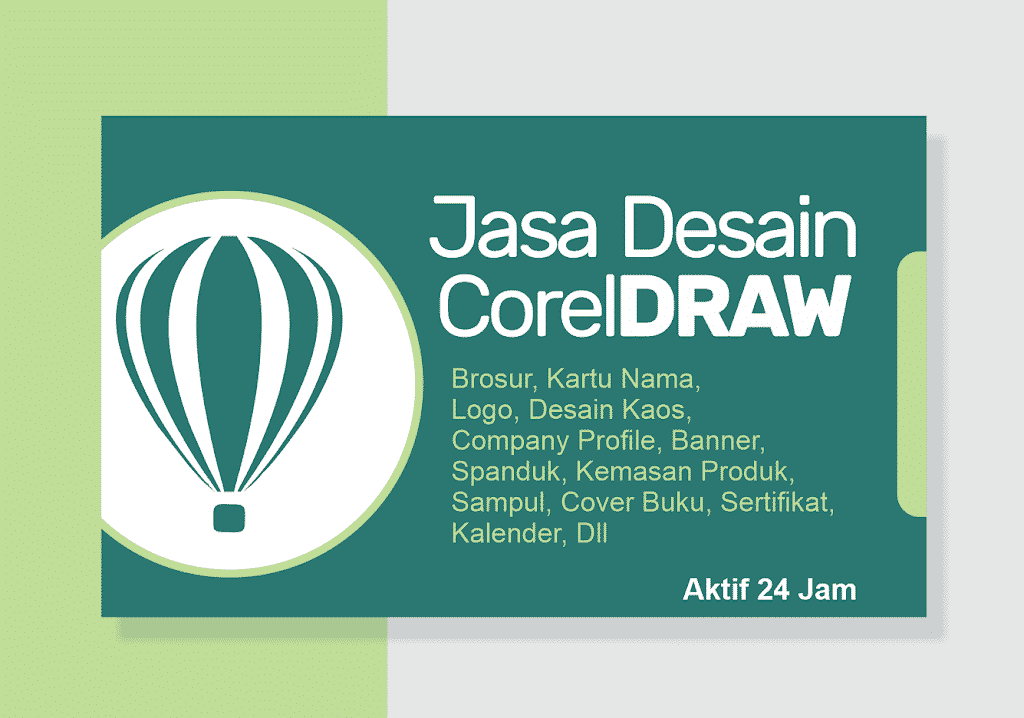 Jasa Desain
CorelDRAW
Brosur, Kartu Nama,
Logo, Desain Kaos,
Company Profile, Banner,
Spanduk, Kemasan Produk,
Sampul, Cover Buku, Sertifikat,
Kalender, Dll
Aktif 24 Jam